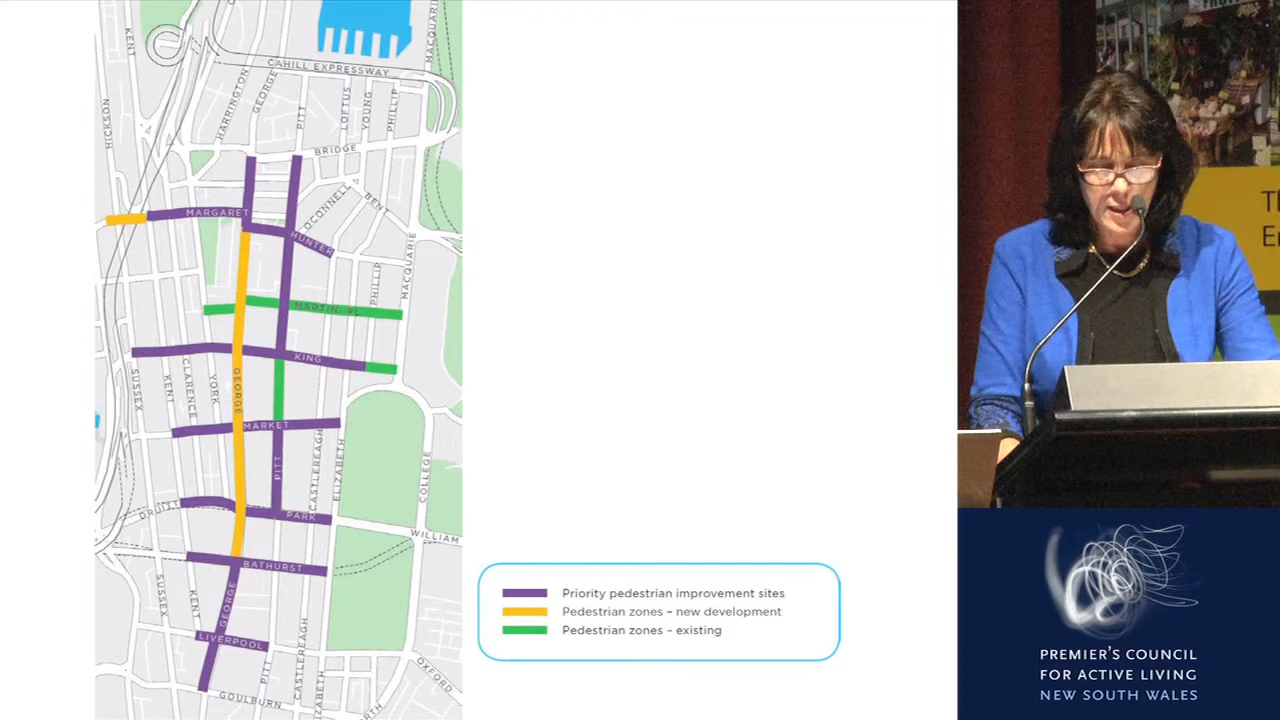 KENT
CAHILL EXPRESSWAY
MACQUARIE
HICKSON
HARRINGTON
GEORGE
PITT
LOFTUS
YOUNG
PHILLIP
BRIDGE
MARGARET
OCONNELL
BENT
HUNTER
PHILLIP
MACQUARIE
MARTIN PL
KING
SUSSEX
KENT
CLARENCE
YORK
GEORGE
MARKET
PITT
CASTLEREAGH
ELIZABETH
COLLEGE
DRUITT
PARK
WILLIAM
BATHURST
SUSSEX
KENT
GEORGE
LIVERPOOL
PITT
CASTLEREAGH
OXFORD
GOULBURN
Priority pedestrian improvement sites
Pedestrian zones – new development
Pedestrian zones – existing
PREMIER'S COUNCIL
FOR ACTIVE LIVING
NEW SOUTH WALES